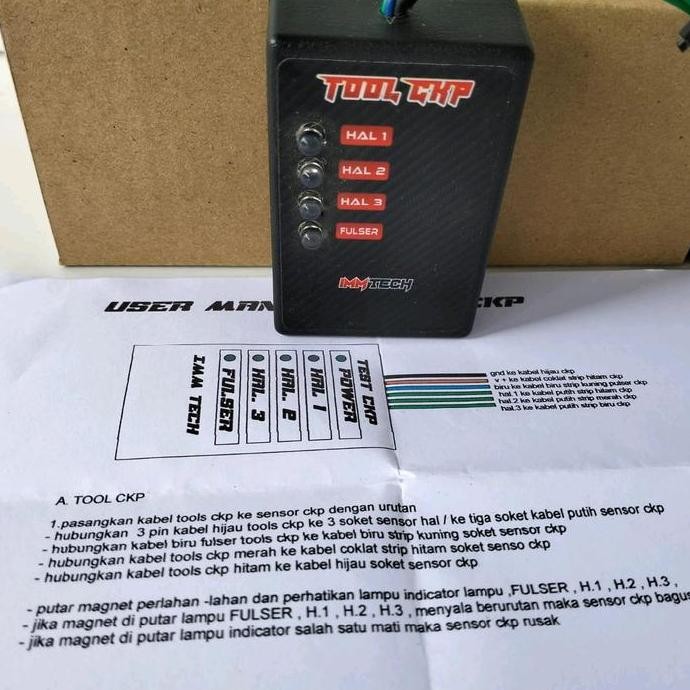 TOOL CKP
HAL 1
HAL 2
HAL 3
FULSER
IMMTECH
USER MAN CKP
TEST CKP
POWER
HAL. 1
HAL. 2
HAL. 3
FULSER
IMM TECH
gnd ke kabel hijau ckp
v + ke kabel coklat strip hitam ckp
biru ke kabel biru strip kuning pulser ckp
hal.1 ke kabel putih strip hitam ckp
hal.2 ke kabel putih strip merah ckp
hal.3 ke kabel putih strip biru ckp
A. TOOL CKP
1.pasangkan kabel tools ckp ke sensor ckp dengan urutan
- hubungkan 3 pin kabel hijau tools ckp ke 3 soket sensor hal / ke tiga soket kabel putih sensor ckp
- hubungkan kabel biru fulser tools ckp ke kabel biru strip kuning soket sensor ckp
- hubungkan kabel tools ckp merah ke kabel coklat strip hitam soket senso ckp
- hubungkan kabel tools ckp hitam ke kabel hijau soket sensor ckp
- putar magnet perlahan -lahan dan perhatikan lampu indicator lampu ,FULSER , H.1 , H.2 , H.3 ,
- jika magnet di putar lampu FULSER , H.1 , H.2 , H.3 , menyala berurutan maka sensor ckp bagus
- jika magnet di putar lampu indicator salah satu mati maka sensor ckp rusak